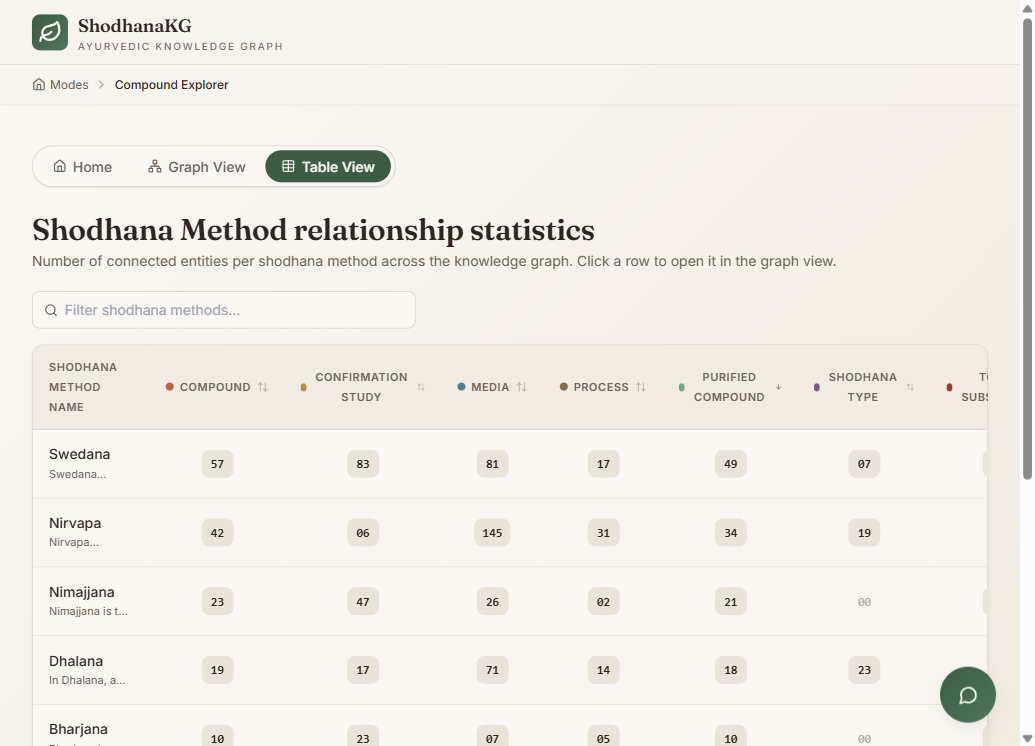 ShodhanaKG
AYURVEDIC KNOWLEDGE GRAPH
Modes > Compound Explorer
Home Graph View Table View
Shodhana Method relationship statistics
Number of connected entities per shodhana method across the knowledge graph. Click a row to open it in the graph view.
Filter shodhana methods...
SHODHANA METHOD NAME
COMPOUND
CONFIRMATION STUDY
MEDIA
PROCESS
PURIFIED COMPOUND
SHODHANA TYPE
Swedana 57 83 81 17 49 07
Swedana...
Nirvapa 42 06 145 31 34 19
Nirvapa...
Nimajjana 23 47 26 02 21 00
Nimajjana is t...
Dhalana 19 17 71 14 18 23
In Dhalana, a...
Bharjana 10 23 07 05 10 00